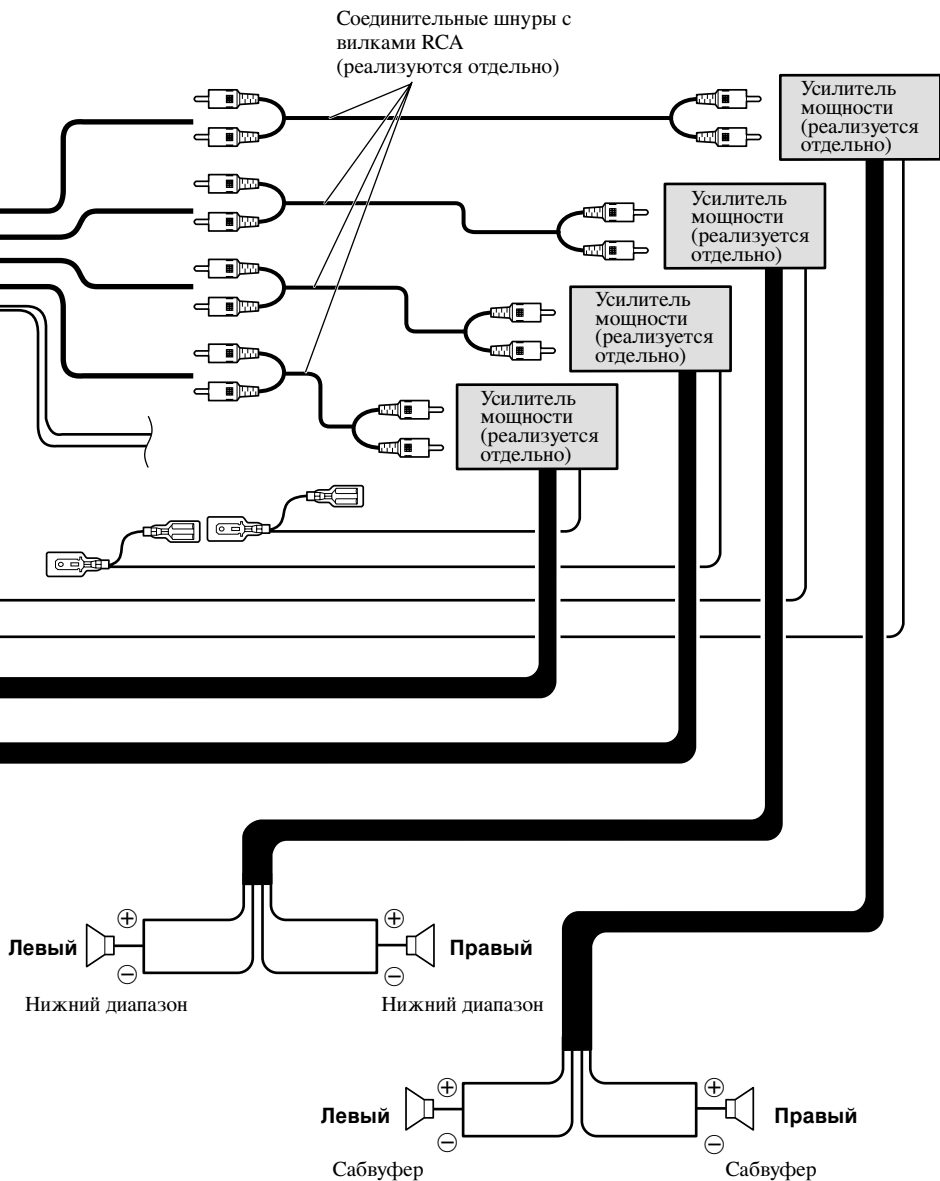 Соединительные шнуры с
вилками RCA
(реализуются отдельно)
Усилитель
мощности
(реализуется
отдельно)
Усилитель
мощности
(реализуется
отдельно)
Усилитель
мощности
(реализуется
отдельно)
Усилитель
мощности
(реализуется
отдельно)
⊕ ⊕
Левый Правый
⊖ ⊖
Нижний диапазон Нижний диапазон
⊕ ⊕
Левый Правый
⊖ ⊖
Сабвуфер Сабвуфер